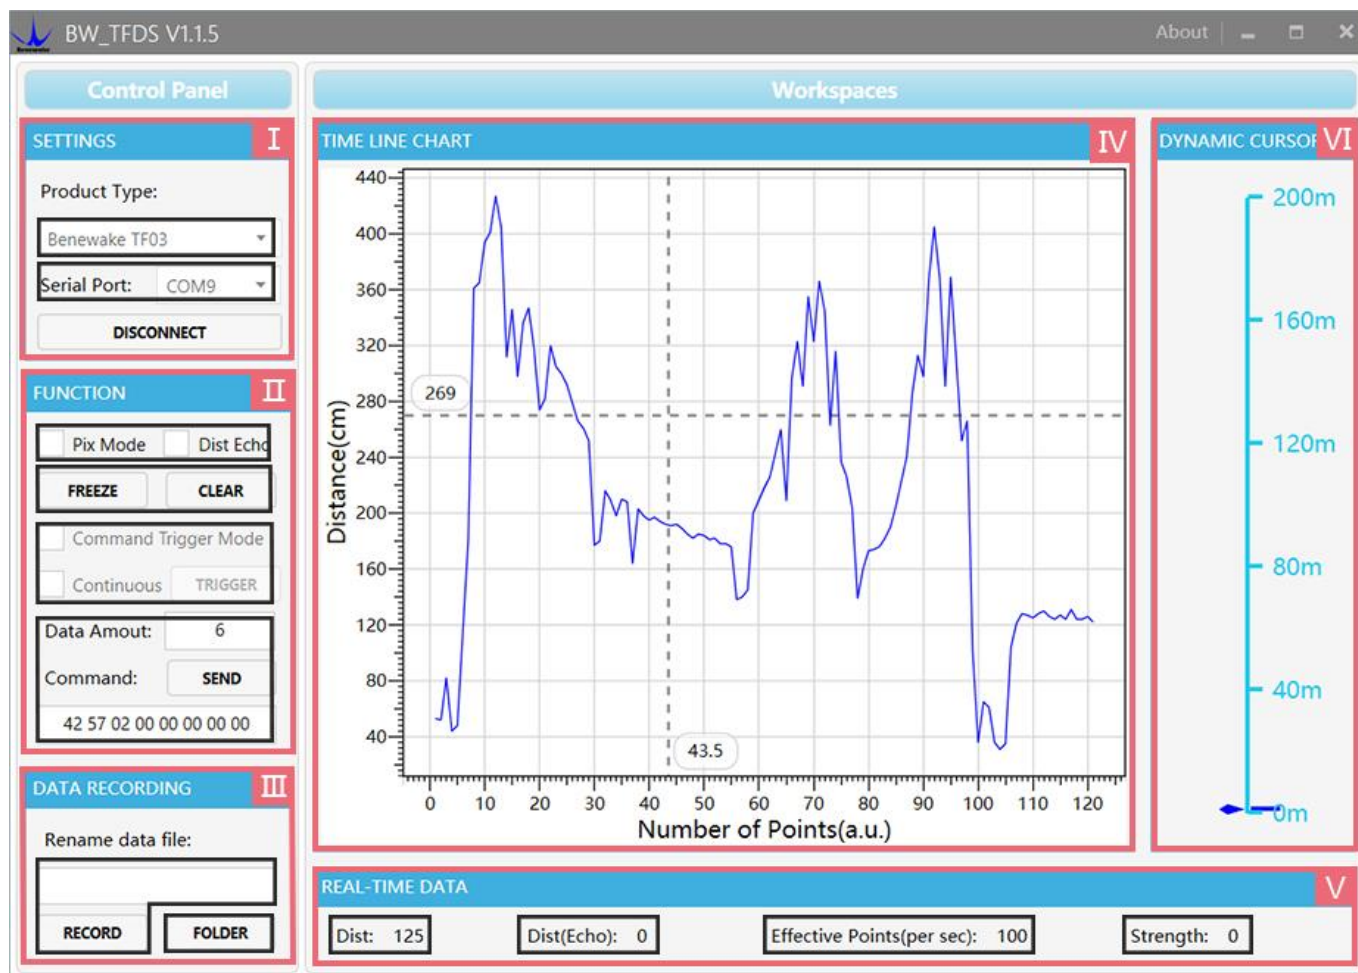 BW_TFDS V1.1.5
About
Benewake
Control Panel
Workspaces
SETTINGS
I
Product Type:
Benewake TF03
Serial Port: COM9
DISCONNECT
FUNCTION
II
Pix Mode Dist Echo
FREEZE CLEAR
Command Trigger Mode
Continuous TRIGGER
Data Amout: 6
Command: SEND
42 57 02 00 00 00 00 00
DATA RECORDING
III
Rename data file:
RECORD FOLDER
TIME LINE CHART
IV
440
400
360
320
280
240
200
160
120
80
40
Distance(cm)
269
43.5
0 10 20 30 40 50 60 70 80 90 100 110 120
Number of Points(a.u.)
DYNAMIC CURSOR
VI
200m
160m
120m
80m
40m
0m
REAL-TIME DATA
V
Dist: 125 Dist(Echo): 0 Effective Points(per sec): 100 Strength: 0